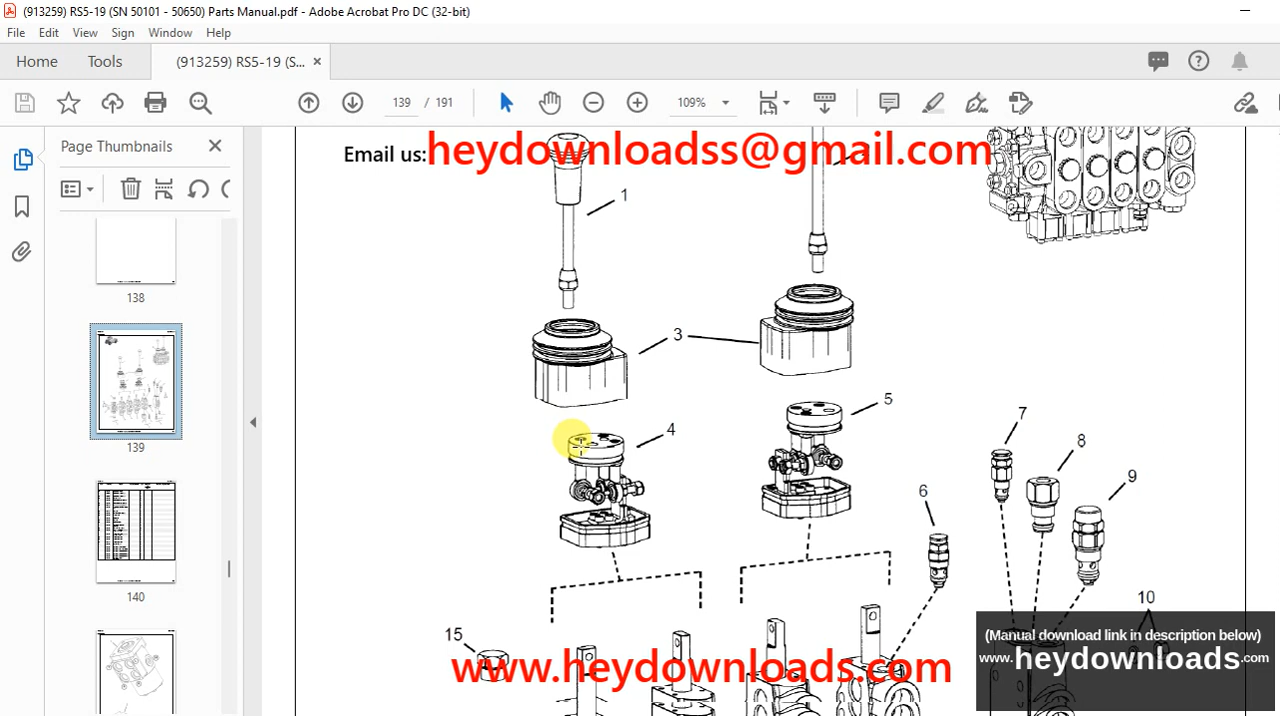 (913259) RS5-19 (SN 50101 - 50650) Parts Manual.pdf - Adobe Acrobat Pro DC (32-bit)
File Edit View Sign Window Help
Home Tools (913259) RS5-19 (S... ×
139 / 191 109%
Page Thumbnails
138
139
140
Email us:heydownloadss@gmail.com
1
3
4
5
6
7
8
9
10
15
www.heydownloads.com
(Manual download link in description below)
www.heydownloads.com